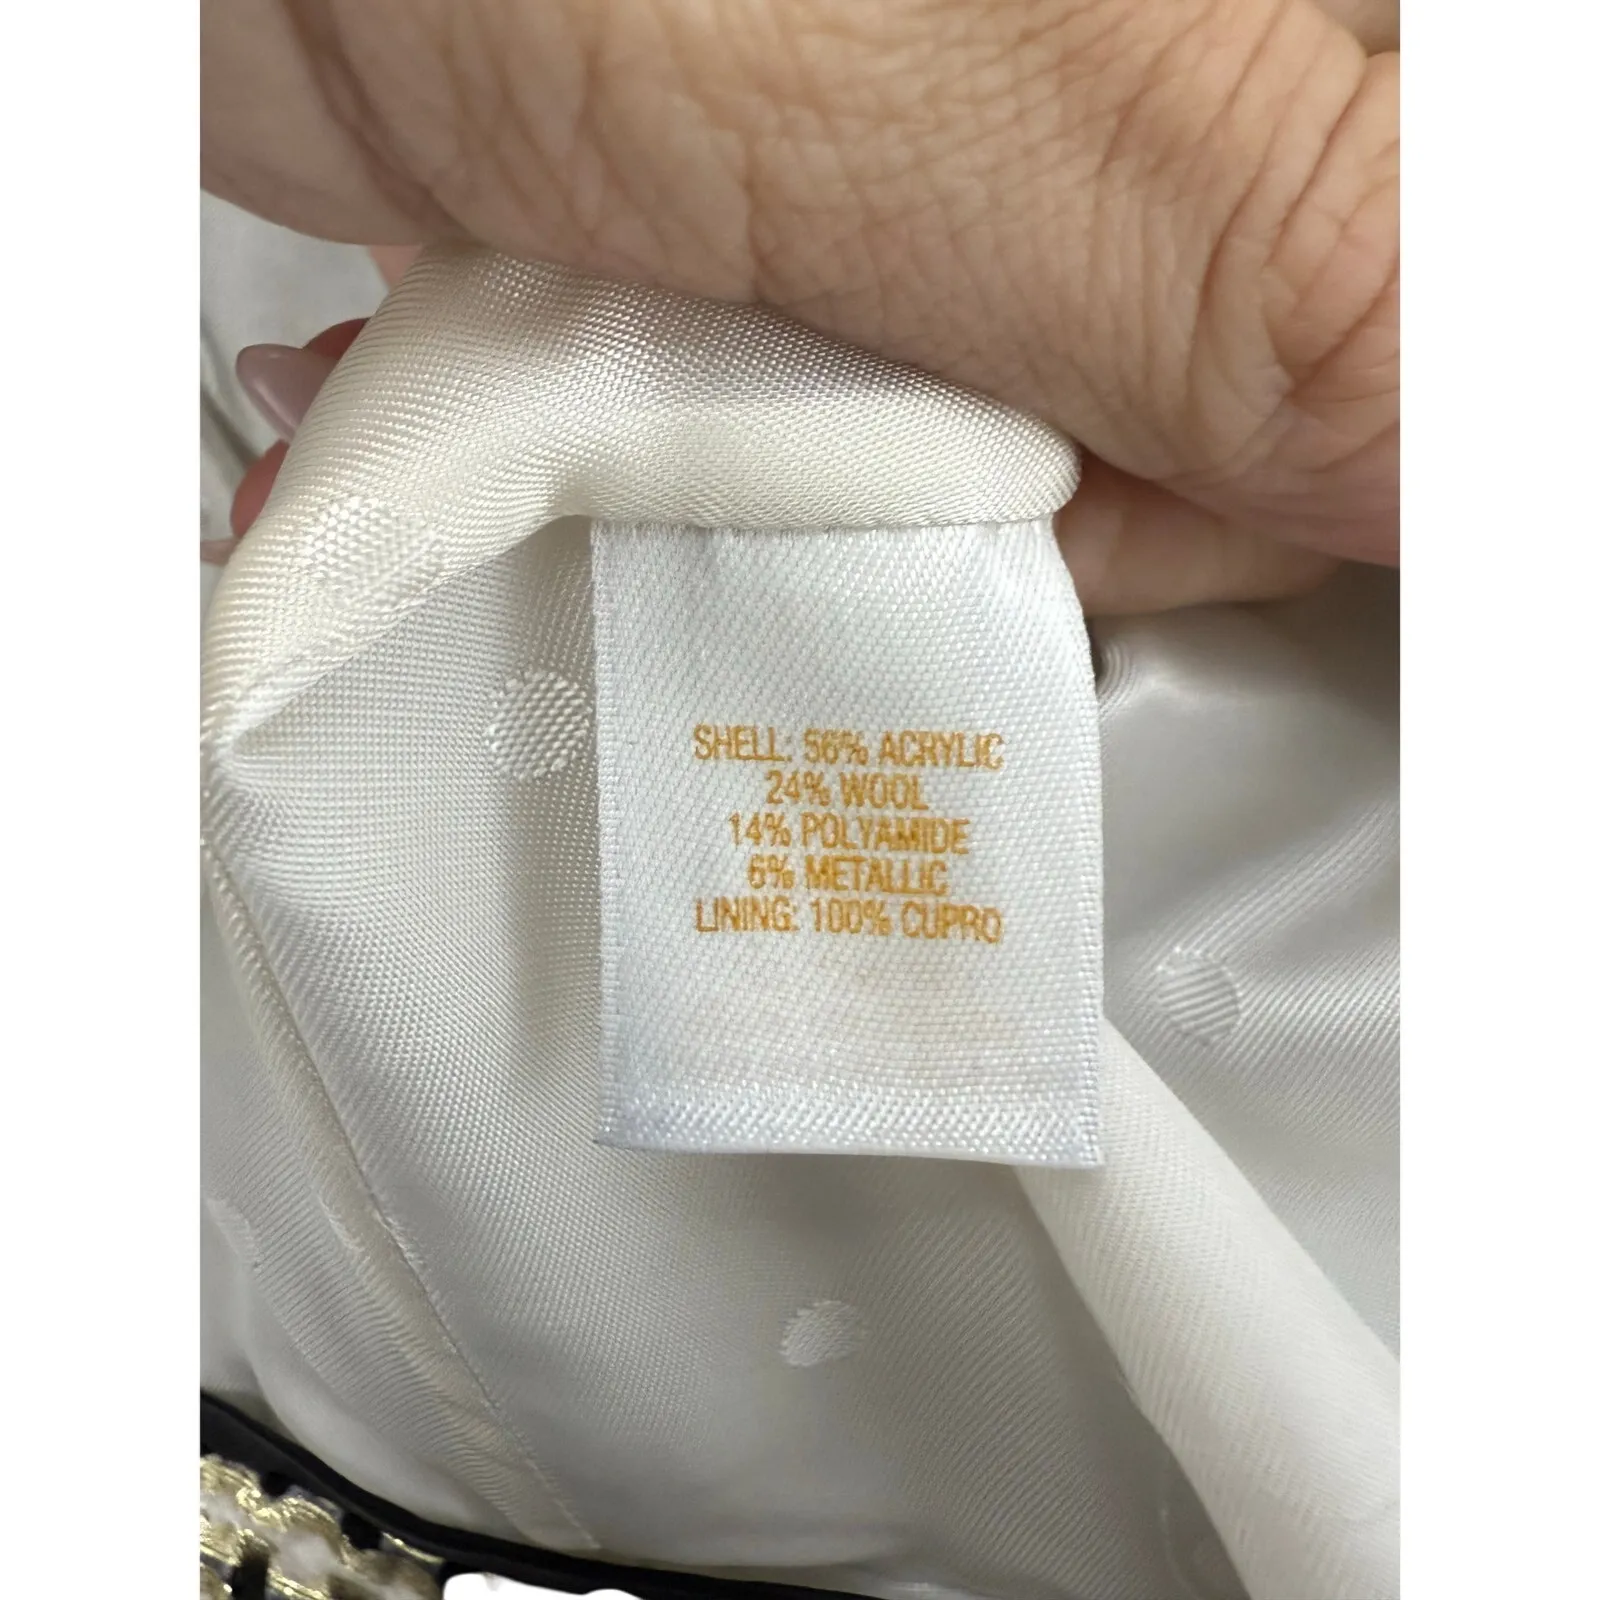 SHELL: 56% ACRYLIC
24% WOOL
14% POLYAMIDE
6% METALLIC
LINING: 100% CUPRO